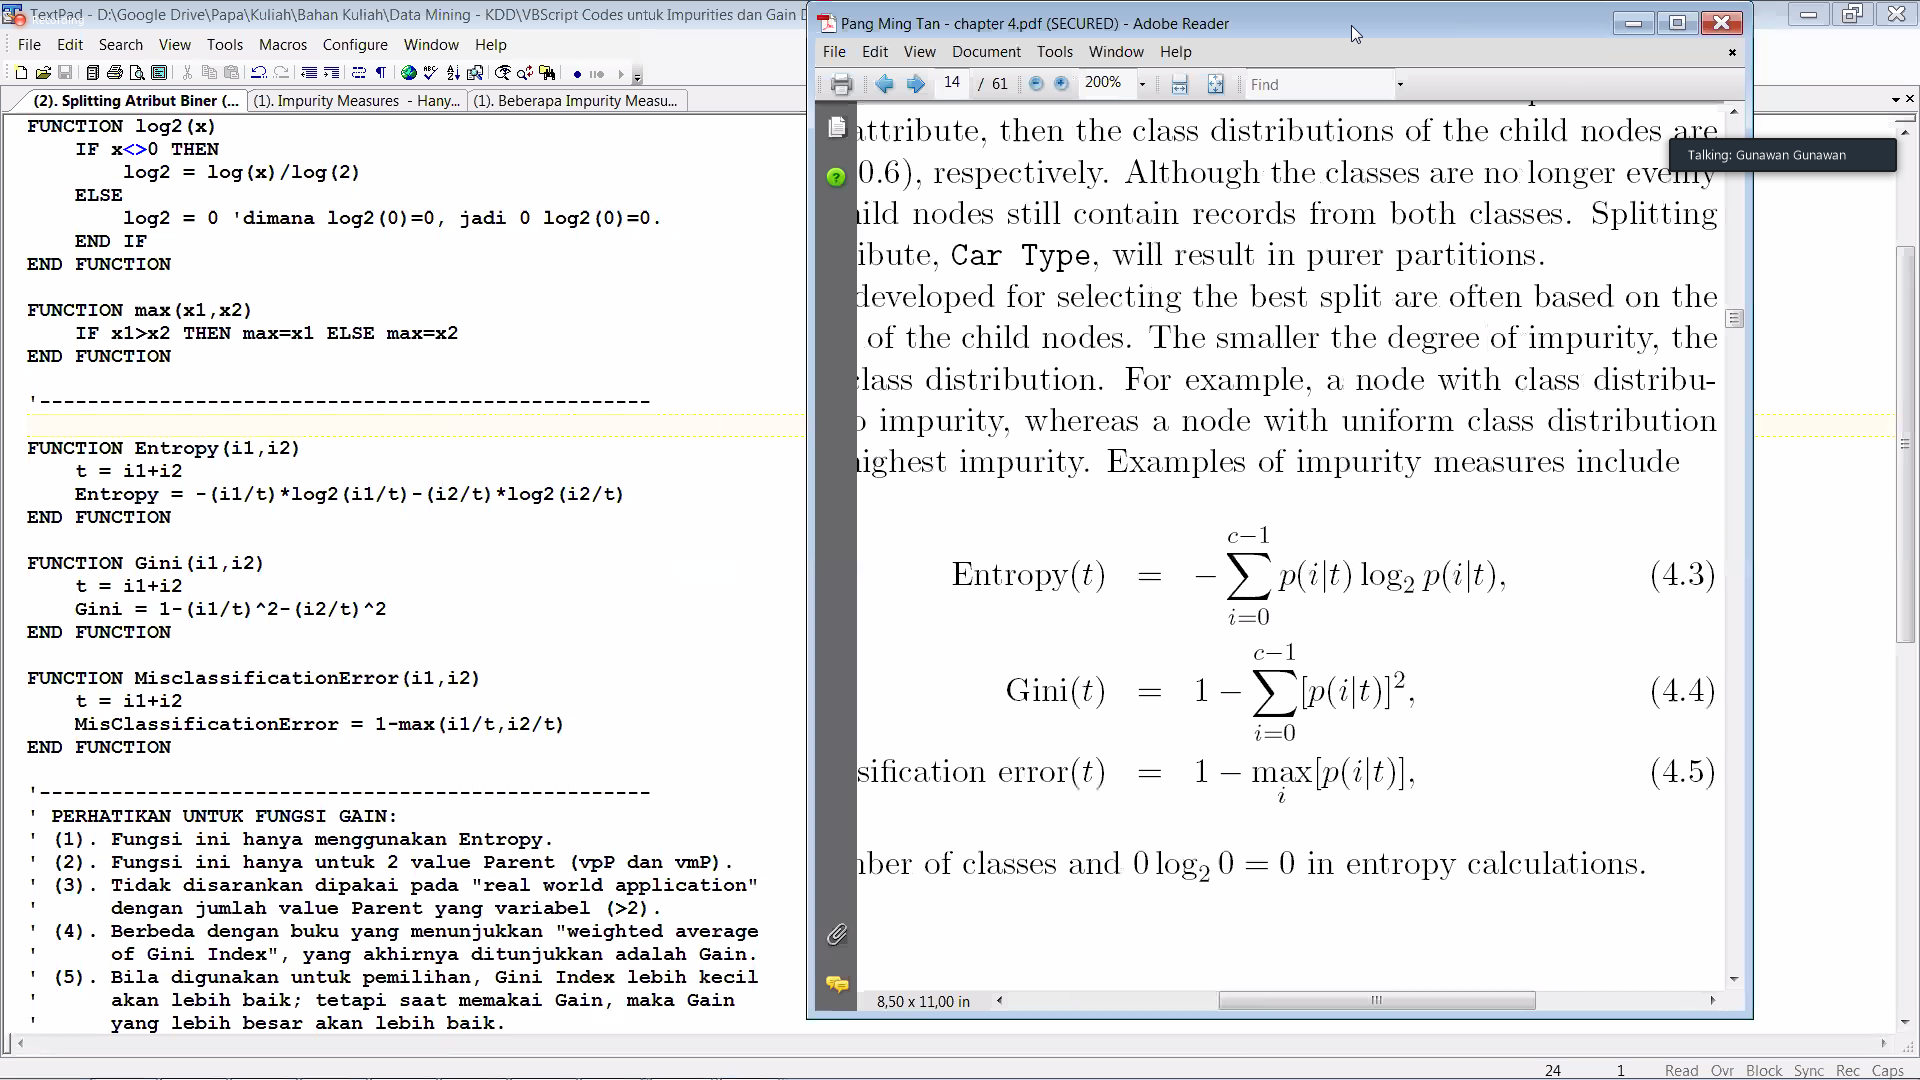 TextPad - D:\Google Drive\Papa\Kuliah\Bahan Kuliah\Data Mining - KDD\VBScript Codes untuk Impurities dan Gain D
File Edit Search View Tools Macros Configure Window Help
(2). Splitting Atribut Biner (...
(1). Impurity Measures - Hany...
(1). Beberapa Impurity Measu...
FUNCTION log2(x)
IF x<>0 THEN
log2 = log(x)/log(2)
ELSE
log2 = 0 'dimana log2(0)=0, jadi 0 log2(0)=0.
END IF
END FUNCTION
FUNCTION max(x1,x2)
IF x1>x2 THEN max=x1 ELSE max=x2
END FUNCTION
'---------------------------------------------------
FUNCTION Entropy(i1,i2)
t = i1+i2
Entropy = -(i1/t)*log2(i1/t)-(i2/t)*log2(i2/t)
END FUNCTION
FUNCTION Gini(i1,i2)
t = i1+i2
Gini = 1-(i1/t)^2-(i2/t)^2
END FUNCTION
FUNCTION MisclassificationError(i1,i2)
t = i1+i2
MisClassificationError = 1-max(i1/t,i2/t)
END FUNCTION
'---------------------------------------------------
' PERHATIKAN UNTUK FUNGSI GAIN:
' (1). Fungsi ini hanya menggunakan Entropy.
' (2). Fungsi ini hanya untuk 2 value Parent (vpP dan vmP).
' (3). Tidak disarankan dipakai pada "real world application"
' dengan jumlah value Parent yang variabel (>2).
' (4). Berbeda dengan buku yang menunjukkan "weighted average
' of Gini Index", yang akhirnya ditunjukkan adalah Gain.
' (5). Bila digunakan untuk pemilihan, Gini Index lebih kecil
' akan lebih baik; tetapi saat memakai Gain, maka Gain
' yang lebih besar akan lebih baik.
Pang Ming Tan - chapter 4.pdf (SECURED) - Adobe Reader
File Edit View Document Tools Window Help
14 / 61 200% Find
attribute, then the class distributions of the child nodes are
0.6), respectively. Although the classes are no longer evenly
ild nodes still contain records from both classes. Splitting
ibute, Car Type, will result in purer partitions.
developed for selecting the best split are often based on the
of the child nodes. The smaller the degree of impurity, the
class distribution. For example, a node with class distribu-
o impurity, whereas a node with uniform class distribution
highest impurity. Examples of impurity measures include
Entropy(t) = − ∑_{i=0}^{c−1} p(i|t) log₂ p(i|t), (4.3)
Gini(t) = 1 − ∑_{i=0}^{c−1} [p(i|t)]², (4.4)
sification error(t) = 1 − max_i [p(i|t)], (4.5)
nber of classes and 0 log₂ 0 = 0 in entropy calculations.
8,50 x 11,00 in
Talking: Gunawan Gunawan
24 1 Read Ovr Block Sync Rec Caps